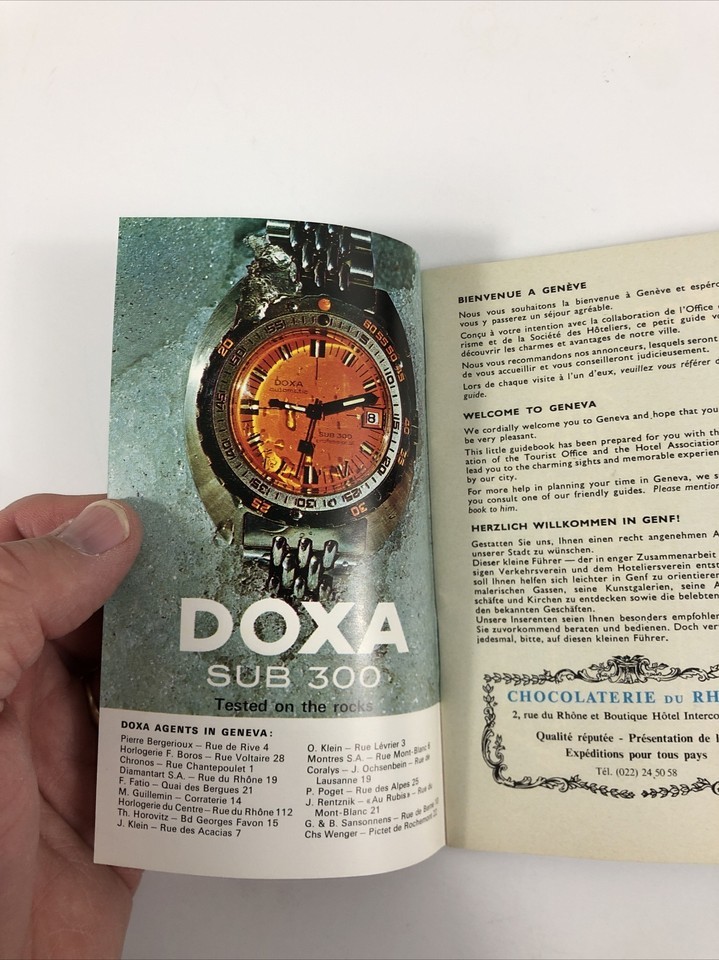 DOXA
automatic
SUB 300
8
DOXA
SUB 300
Tested on the rocks
DOXA AGENTS IN GENEVA:
Pierre Bergerioux – Rue de Rive 4
Horlogerie F. Boros – Rue Voltaire 28
Chronos – Rue Chantepoulet 1
Diamantart S.A. – Rue du Rhône 19
F. Fatio – Quai des Bergues 21
M. Guillemin – Corraterie 14
Horlogerie du Centre – Rue du Rhône 112
Th. Horovitz – Bd Georges Favon 15
J. Klein – Rue des Acacias 7
O. Klein – Rue Lévrier 3
Montres S.A. – Rue Mont-Blanc
Coralys – J. Ochsenbein – Rue de
Lausanne 19
P. Poget – Rue des Alpes 25
J. Rentznik – «Au Rubis» – Rue du
Mont-Blanc 21
G. & B. Sansonnens – Rue de
Chs Wenger – Pictet de Rochemont
BIENVENUE A GENÈVE
Nous vous souhaitons la bienvenue à Genève et
vous y passerez un séjour agréable.
Conçu à votre intention avec la collaboration de l'Office
risme et de la Société des Hôteliers, ce petit guide
découvrir les charmes et avantages de notre ville.
Nous vous recommandons nos annonceurs, lesquels seront
de vous accueillir et vous conseilleront judicieusement.
Lors de chaque visite à l'un d'eux, veuillez vous référer
guide.
WELCOME TO GENEVA
We cordially welcome you to Geneva and hope that you
be very pleasant.
This little guidebook has been prepared for you with
ation of the Tourist Office and the Hotel
lead you to the charming sights and memorable
by our city.
For more help in planning your time in Geneva, we
you consult one of our friendly guides. Please
book to him.
HERZLICH WILLKOMMEN IN GENF!
Gestatten Sie uns, Ihnen einen recht angenehmen
unserer Stadt zu wünschen.
Dieser kleine Führer — der in enger Zusammenarbeit
sigen Verkehrsverein und dem Hoteliersverein
soll Ihnen helfen sich leichter in Genf zu
malerischen Gassen, seine Kunstgalerien, seine
schäfte und Kirchen zu entdecken sowie die
den bekannten Geschäften.
Unsere Inserenten seien Ihnen besonders
Sie zuvorkommend beraten und bedienen. Doch
jedesmal, bitte, auf diesen kleinen Führer.
CHOCOLATERIE DU
2, rue du Rhône et Boutique Hôtel
Qualité réputée - Présentation de
Expéditions pour tous pays
Tél. (022) 24 50 58